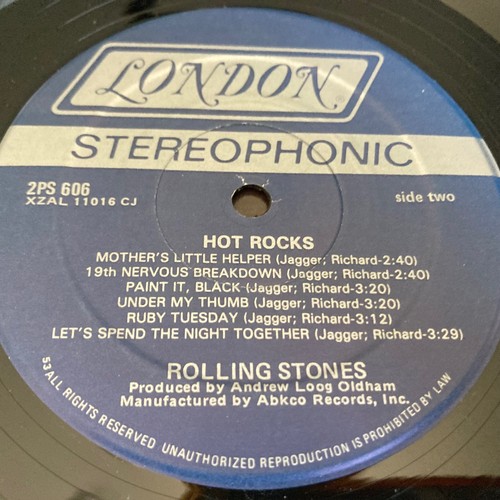 LONDON
STEREOPHONIC
2PS 606
XZAL 11016 CJ
side two
HOT ROCKS
MOTHER'S LITTLE HELPER (Jagger; Richard-2:40)
19th NERVOUS BREAKDOWN (Jagger; Richard-2:40)
PAINT IT, BLACK (Jagger; Richard-3:20)
UNDER MY THUMB (Jagger; Richard-3:20)
RUBY TUESDAY (Jagger; Richard-3:12)
LET'S SPEND THE NIGHT TOGETHER (Jagger; Richard-3:29)
ROLLING STONES
Produced by Andrew Loog Oldham
Manufactured by Abkco Records, Inc.
53 ALL RIGHTS RESERVED UNAUTHORIZED REPRODUCTION IS PROHIBITED BY LAW